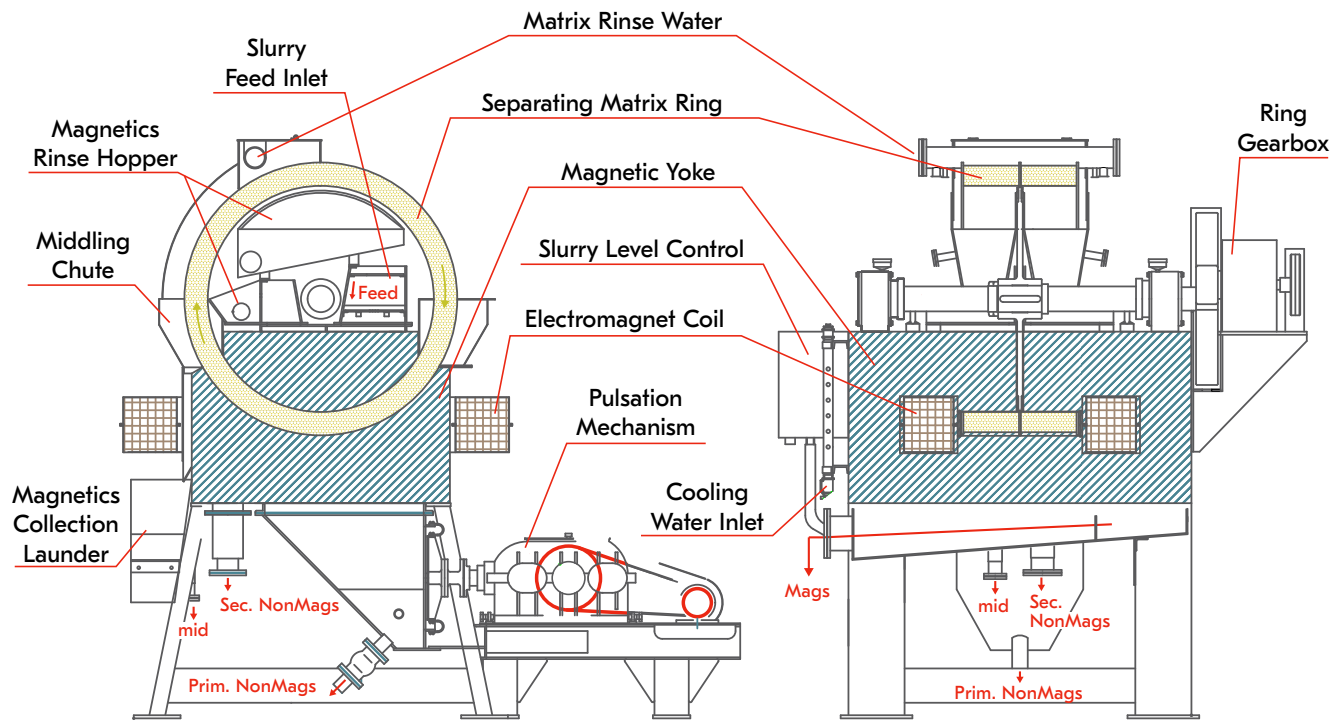 Matrix Rinse Water
Slurry
Feed Inlet
Separating Matrix Ring
Ring
Gearbox
Magnetics
Rinse Hopper
Magnetic Yoke
Middling
Chute
Slurry Level Control
Feed
Electromagnet Coil
Pulsation
Mechanism
Magnetics
Collection
Launder
Cooling
Water Inlet
Mags
Sec. NonMags
mid
mid
Sec.
NonMags
Prim. NonMags
Prim. NonMags